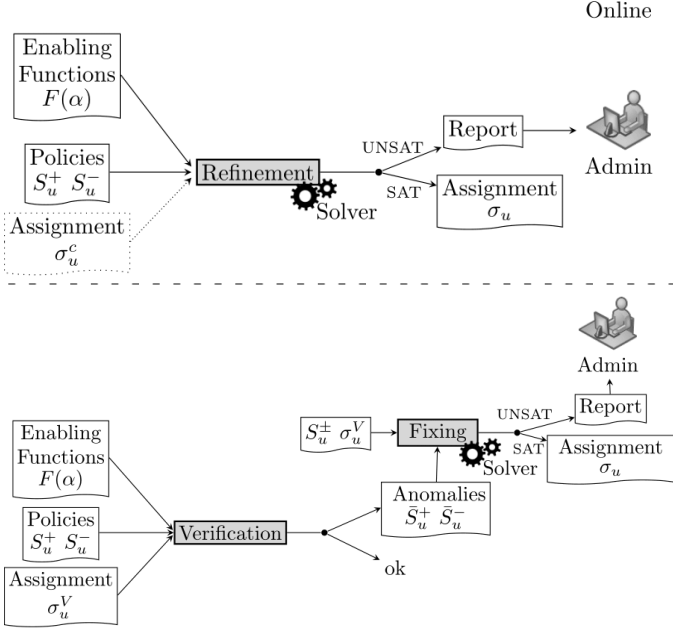 Online
Enabling
Functions
F(α)
Policies
S_u^+ S_u^-
Assignment
σ_u^c
Refinement
Solver
UNSAT
SAT
Report
Admin
Assignment
σ_u
Enabling
Functions
F(α)
Policies
S_u^+ S_u^-
Assignment
σ_u^V
Verification
ok
Anomalies
S̄_u^+ S̄_u^-
S_u^± σ_u^V
Fixing
Solver
UNSAT
SAT
Report
Admin
Assignment
σ_u